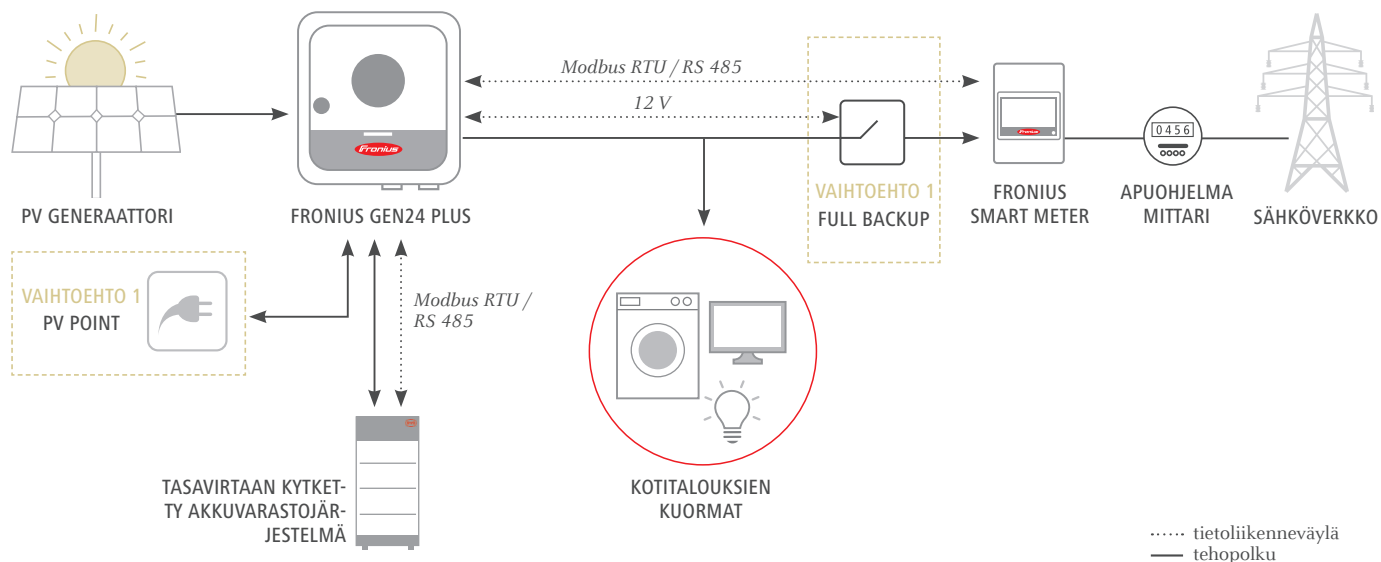 Modbus RTU / RS 485
12 V
Fronius
Fronius
0456
PV GENERAATTORI
FRONIUS GEN24 PLUS
VAIHTOEHTO 1
FULL BACKUP
FRONIUS
SMART METER
APUOHJELMA
MITTARI
SÄHKÖVERKKO
VAIHTOEHTO 1
PV POINT
Modbus RTU /
RS 485
TASAVIRTAAN KYTKET-
TY AKKUVARASTOJÄR-
JESTELMÄ
KOTITALOUKSIEN
KUORMAT
tietoliikenneväylä
tehopolku